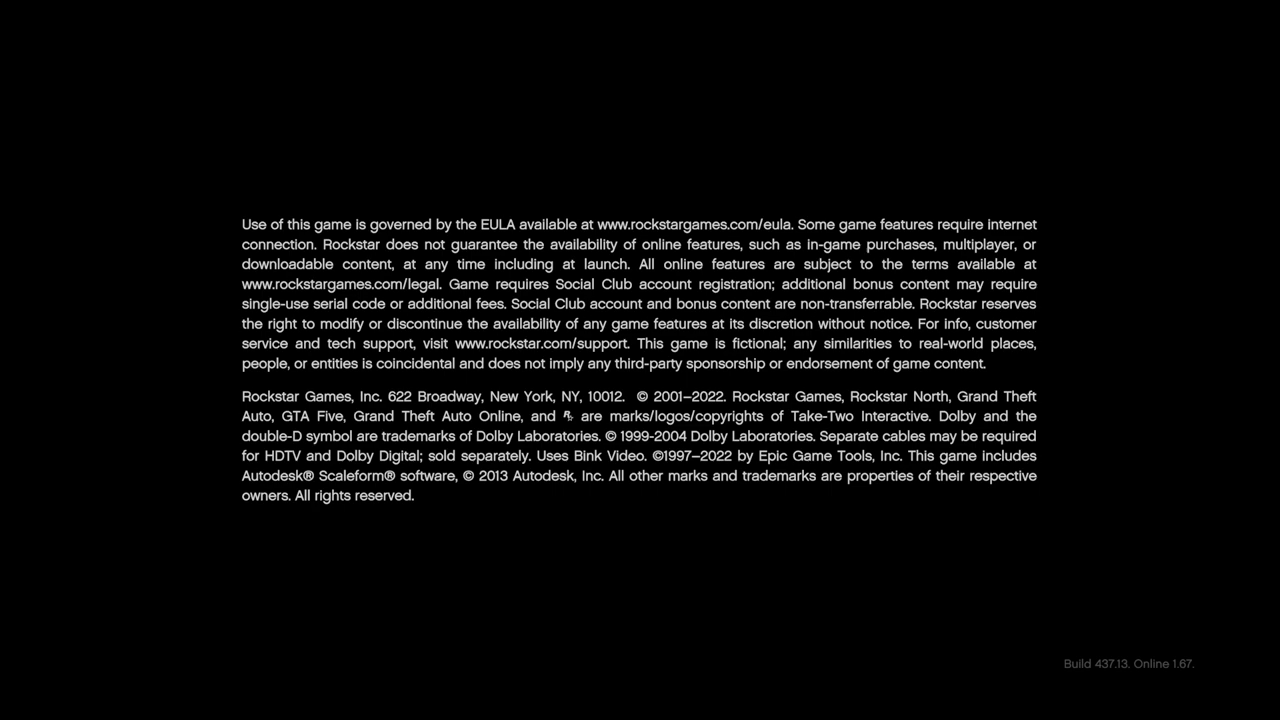 Use of this game is governed by the EULA available at www.rockstargames.com/eula. Some game features require internet
connection. Rockstar does not guarantee the availability of online features, such as in-game purchases, multiplayer, or
downloadable content, at any time including at launch. All online features are subject to the terms available at
www.rockstargames.com/legal. Game requires Social Club account registration; additional bonus content may require
single-use serial code or additional fees. Social Club account and bonus content are non-transferrable. Rockstar reserves
the right to modify or discontinue the availability of any game features at its discretion without notice. For info, customer
service and tech support, visit www.rockstar.com/support. This game is fictional; any similarities to real-world places,
people, or entities is coincidental and does not imply any third-party sponsorship or endorsement of game content.
Rockstar Games, Inc. 622 Broadway, New York, NY, 10012. © 2001–2022. Rockstar Games, Rockstar North, Grand Theft
Auto, GTA Five, Grand Theft Auto Online, and R* are marks/logos/copyrights of Take-Two Interactive. Dolby and the
double-D symbol are trademarks of Dolby Laboratories. © 1999-2004 Dolby Laboratories. Separate cables may be required
for HDTV and Dolby Digital; sold separately. Uses Bink Video. ©1997–2022 by Epic Game Tools, Inc. This game includes
Autodesk® Scaleform® software, © 2013 Autodesk, Inc. All other marks and trademarks are properties of their respective
owners. All rights reserved.
Build 437.13. Online 1.67.